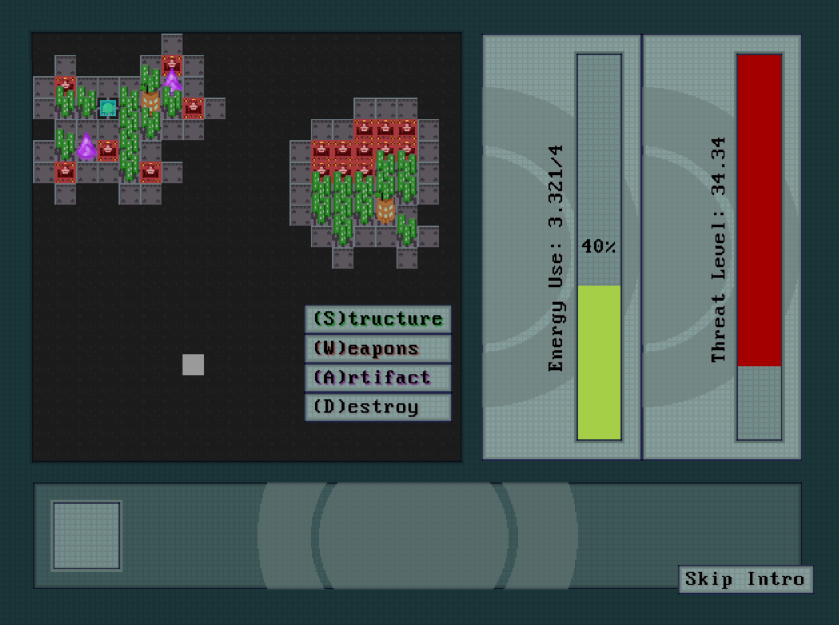 (S)tructure
(W)eapons
(A)rtifact
(D)estroy
Energy Use: 3.321/4
40%
Threat Level: 34.34
Skip Intro